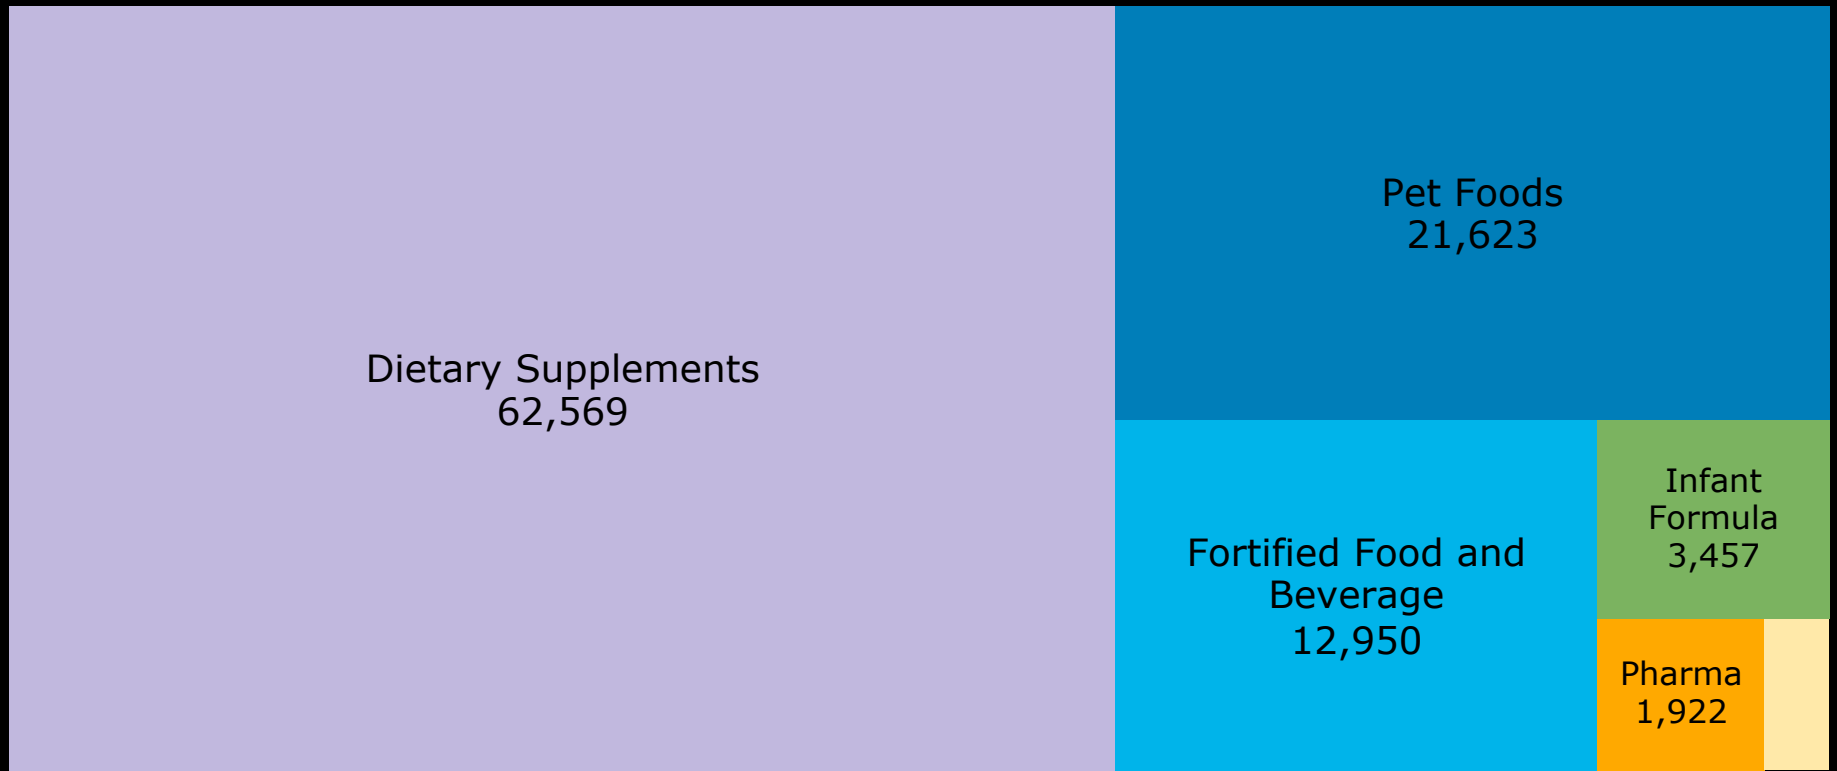 Dietary Supplements
62,569
Pet Foods
21,623
Fortified Food and
Beverage
12,950
Infant
Formula
3,457
Pharma
1,922